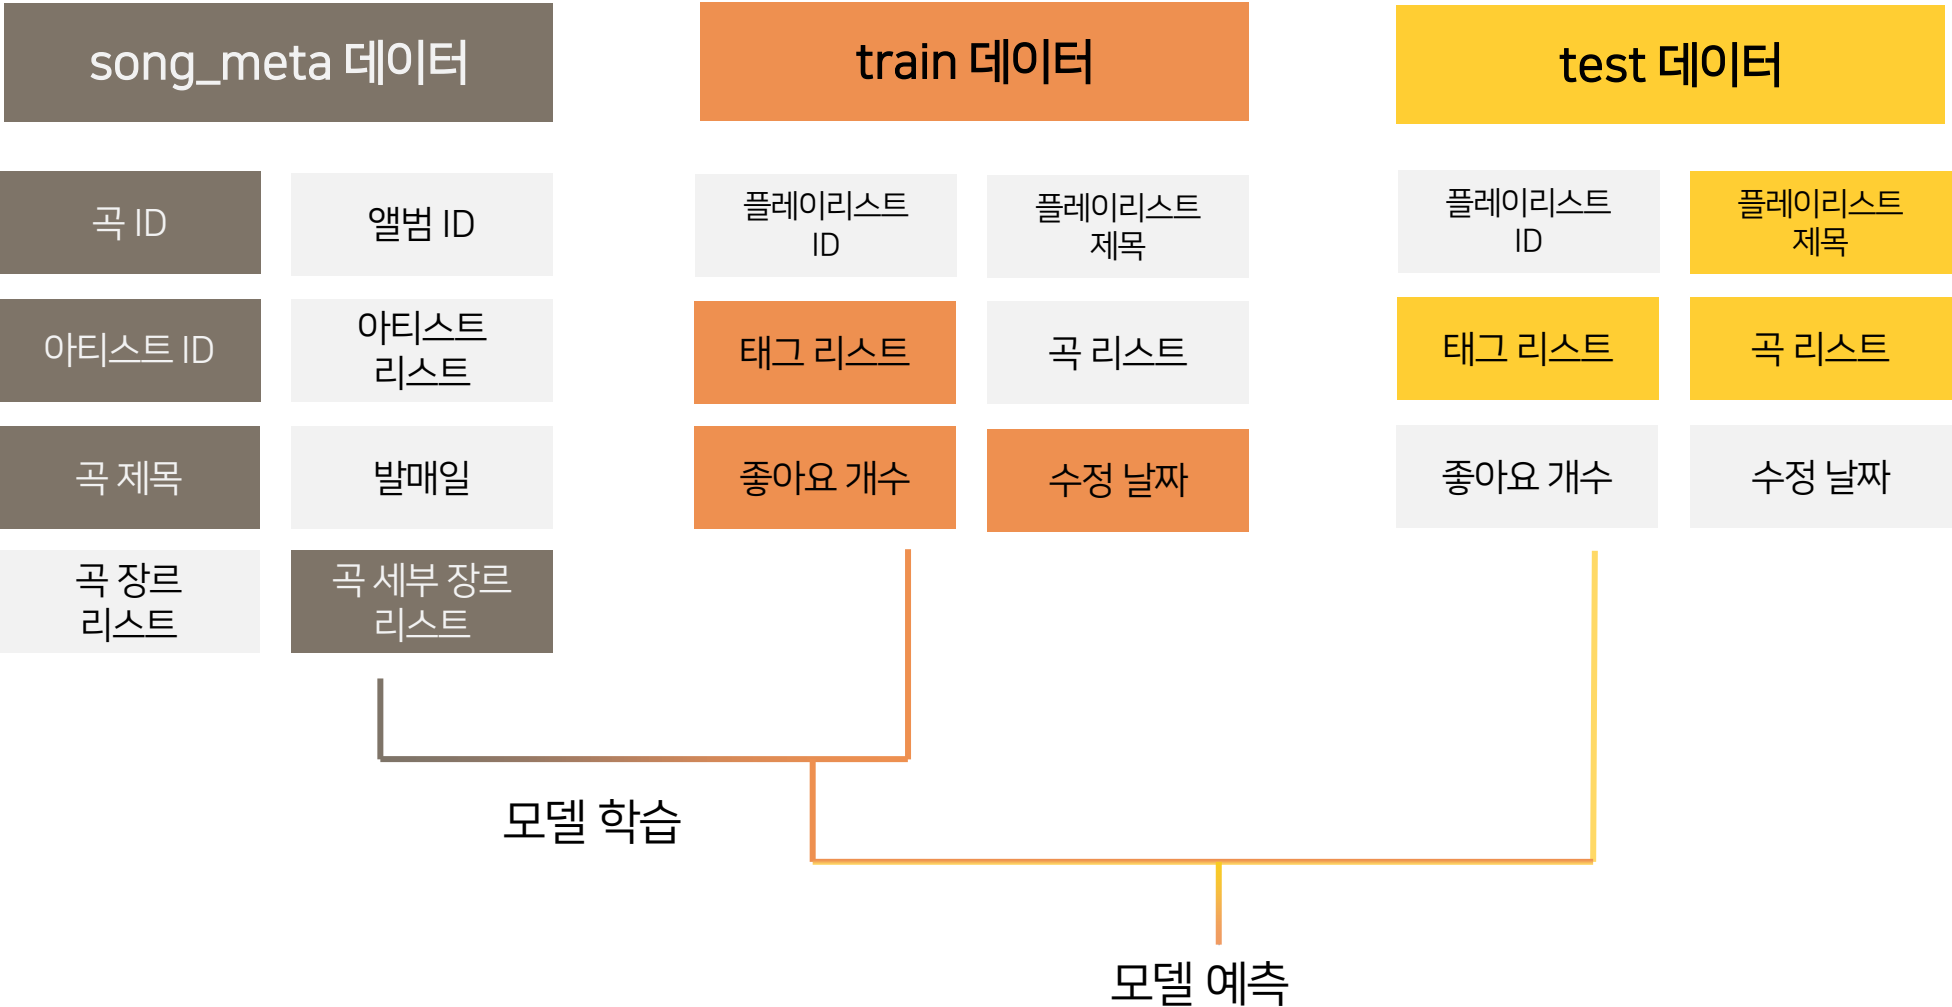 song_meta 데이터
train 데이터
test 데이터
곡 ID
앨범 ID
플레이리스트
ID
플레이리스트
제목
플레이리스트
ID
플레이리스트
제목
아티스트 ID
아티스트
리스트
태그 리스트
곡 리스트
태그 리스트
곡 리스트
곡 제목
발매일
좋아요 개수
수정 날짜
좋아요 개수
수정 날짜
곡 장르
리스트
곡 세부 장르
리스트
모델 학습
모델 예측